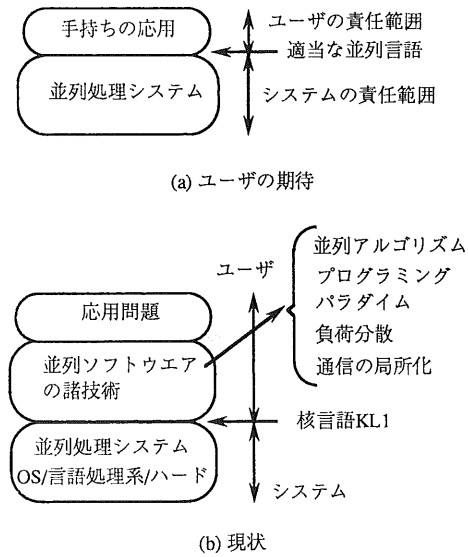 手持ちの応用
ユーザの責任範囲
適当な並列言語
並列処理システム
システムの責任範囲
(a) ユーザの期待
ユーザ
並列アルゴリズム
プログラミング
パラダイム
負荷分散
通信の局所化
応用問題
並列ソフトウエア
の諸技術
核言語KL1
並列処理システム
OS/言語処理系/ハード
システム
(b) 現状